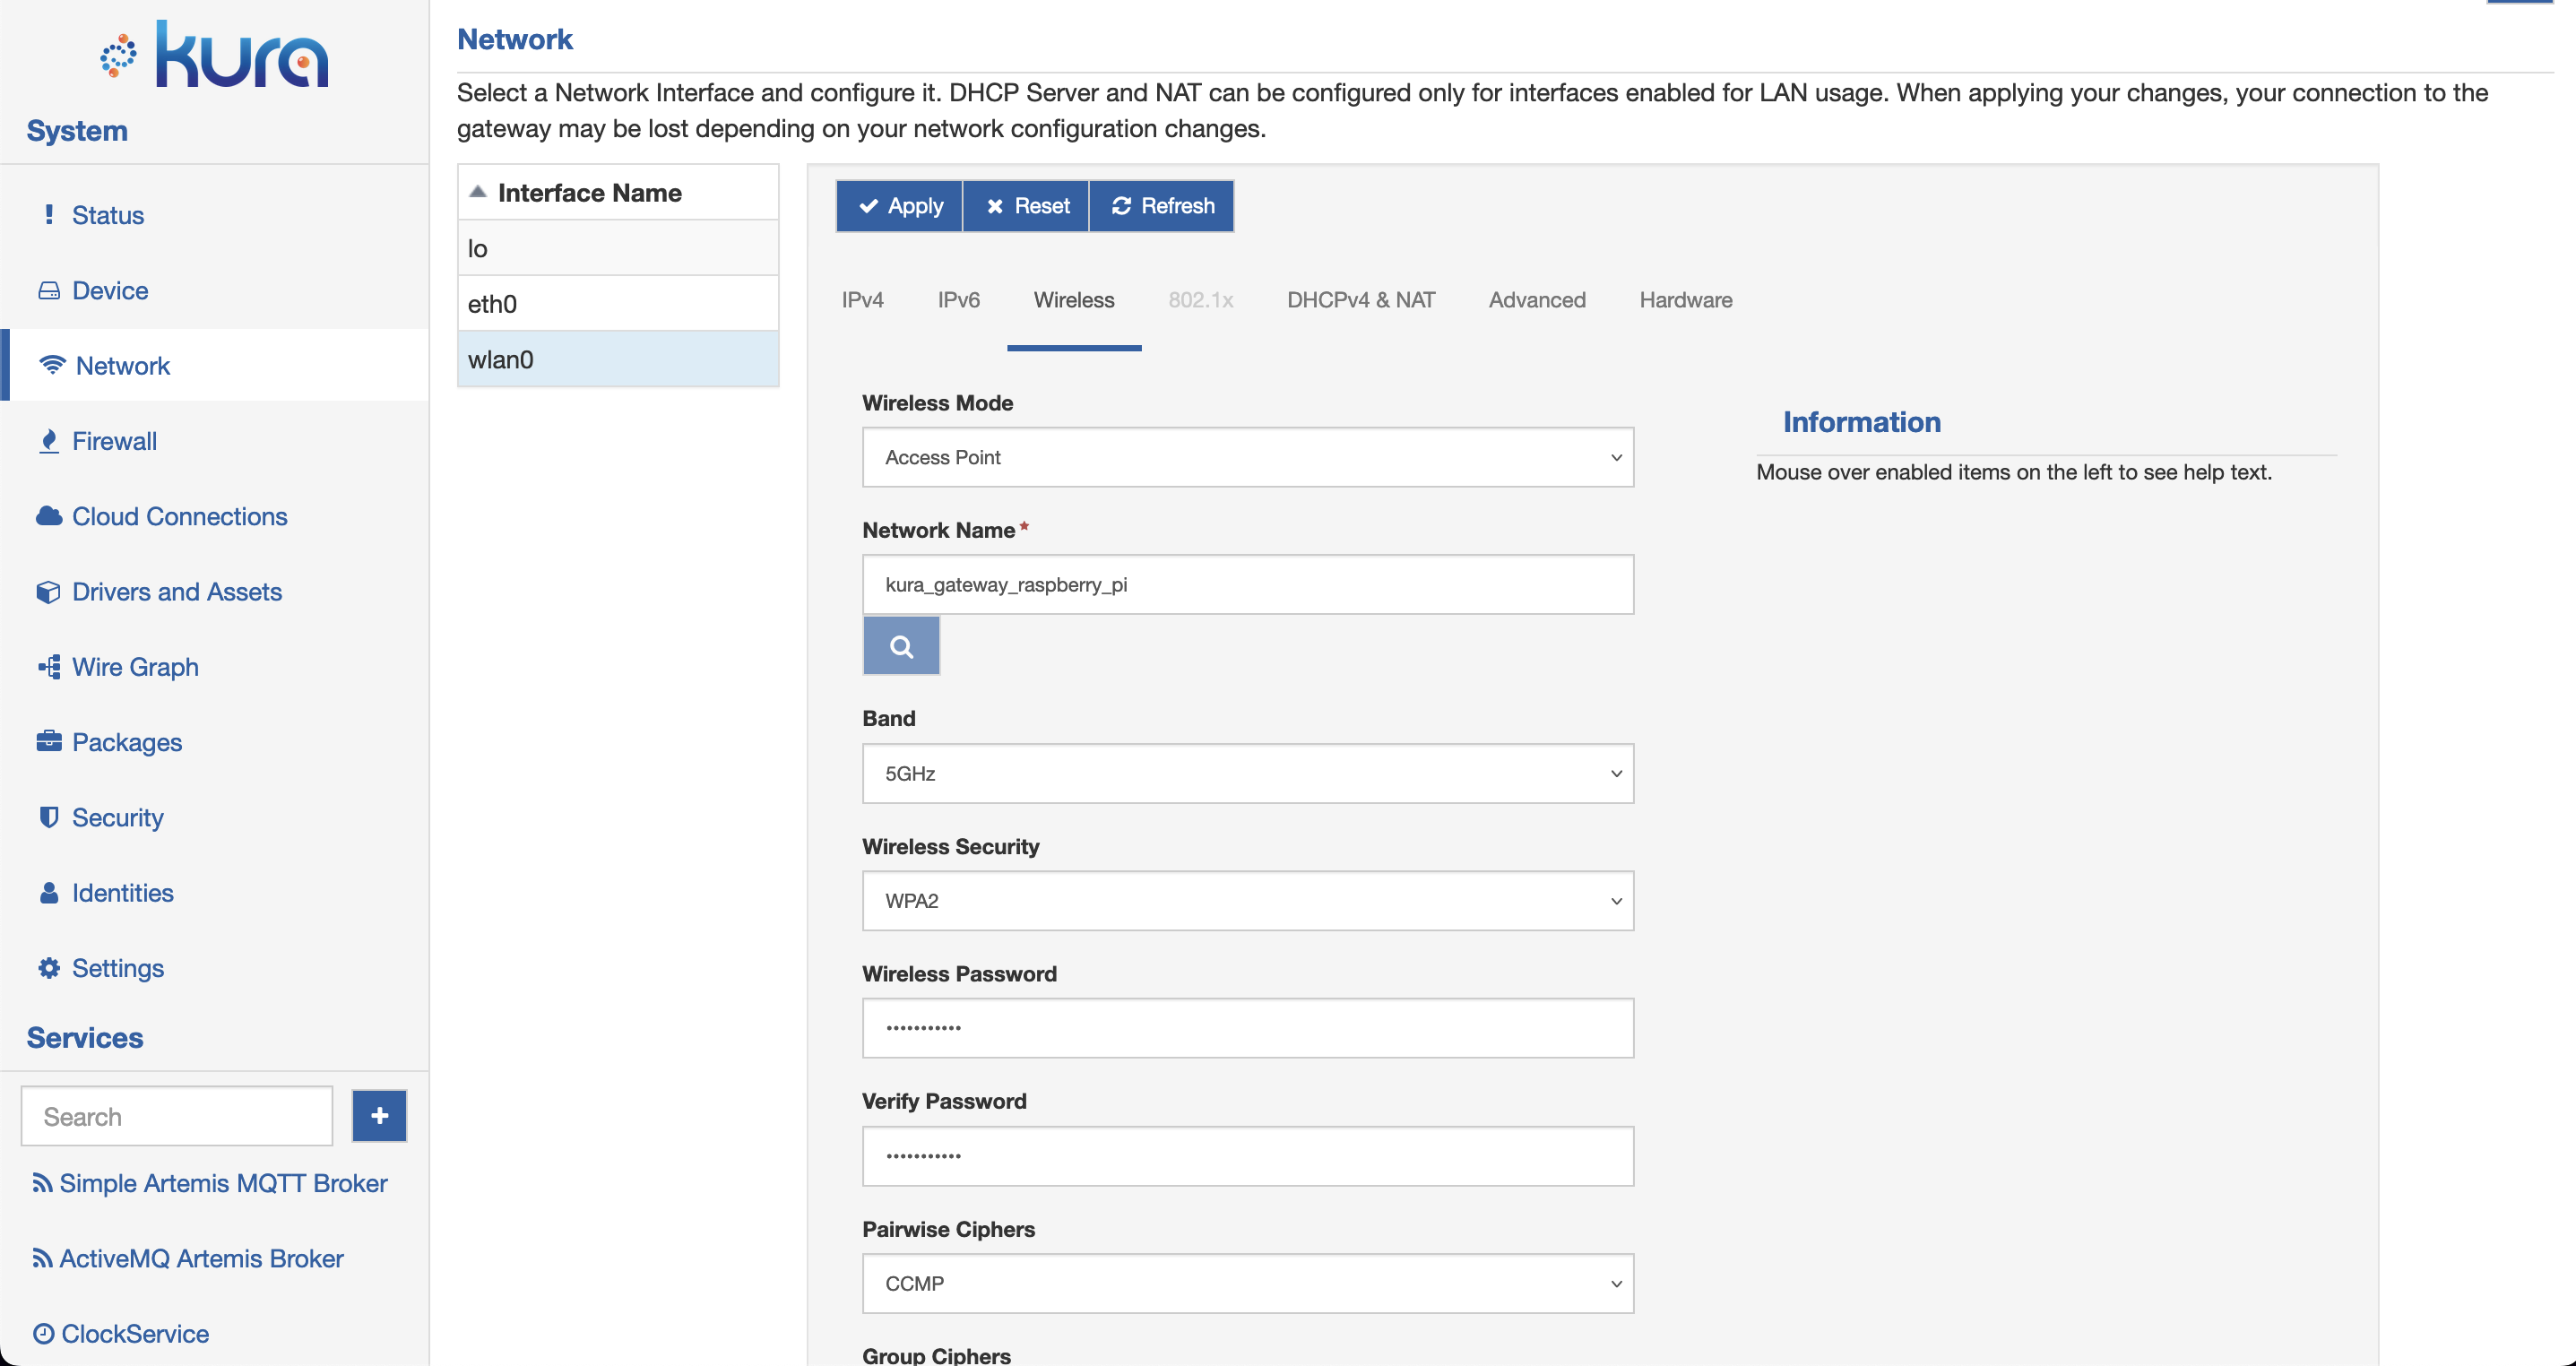 kura
System
Status
Device
Network
Firewall
Cloud Connections
Drivers and Assets
Wire Graph
Packages
Security
Identities
Settings
Services
Search
Simple Artemis MQTT Broker
ActiveMQ Artemis Broker
ClockService
Network
Select a Network Interface and configure it. DHCP Server and NAT can be configured only for interfaces enabled for LAN usage. When applying your changes, your connection to the
gateway may be lost depending on your network configuration changes.
Interface Name
lo
eth0
wlan0
Apply Reset Refresh
IPv4 IPv6 Wireless 802.1x DHCPv4 & NAT Advanced Hardware
Wireless Mode
Access Point
Network Name *
kura_gateway_raspberry_pi
Band
5GHz
Wireless Security
WPA2
Wireless Password
•••••••••••
Verify Password
•••••••••••
Pairwise Ciphers
CCMP
Group Ciphers
Information
Mouse over enabled items on the left to see help text.